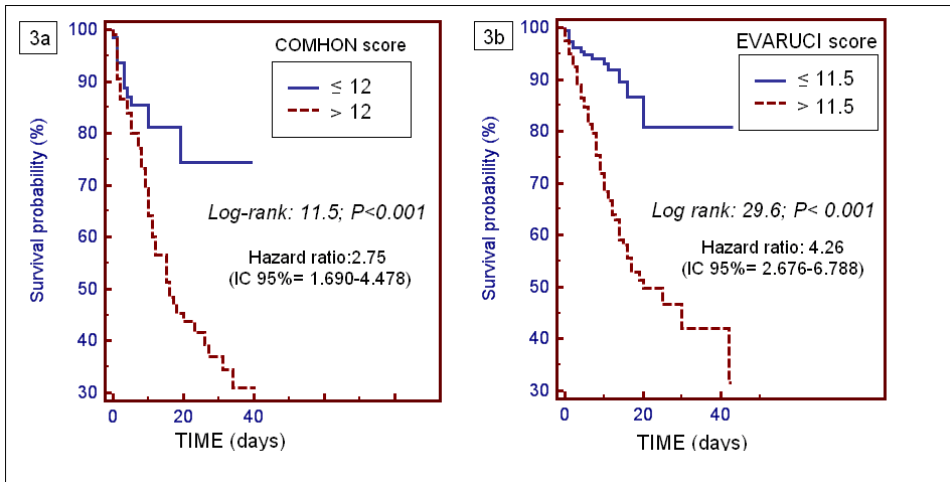 3a
COMHON score
≤ 12
> 12
Survival probability (%)
100
90
80
70
60
50
40
30
Log-rank: 11.5; P<0.001
Hazard ratio:2.75
(IC 95%= 1.690-4.478)
0
20
40
TIME (days)
3b
EVARUCI score
≤ 11.5
> 11.5
Survival probability (%)
100
90
80
70
60
50
40
30
Log rank: 29.6; P< 0.001
Hazard ratio: 4.26
(IC 95%= 2.676-6.788)
0
20
40
TIME (days)